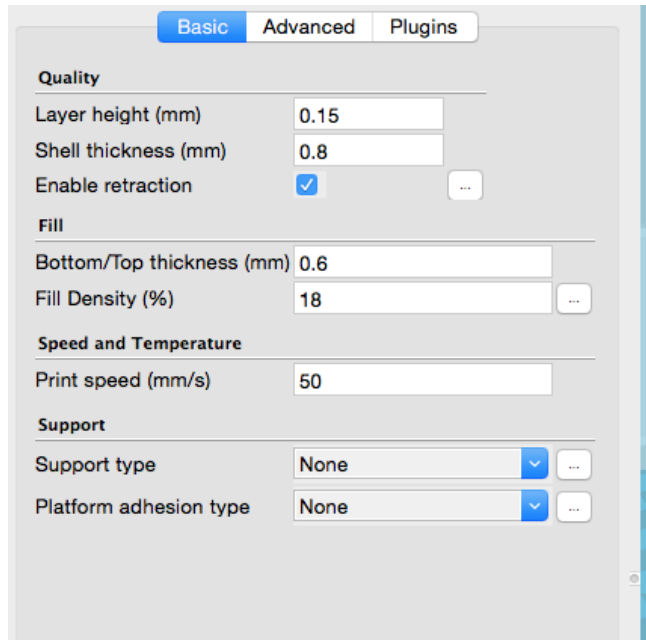 Basic Advanced Plugins
Quality
Layer height (mm) 0.15
Shell thickness (mm) 0.8
Enable retraction ...
Fill
Bottom/Top thickness (mm) 0.6
Fill Density (%) 18 ...
Speed and Temperature
Print speed (mm/s) 50
Support
Support type None ...
Platform adhesion type None ...